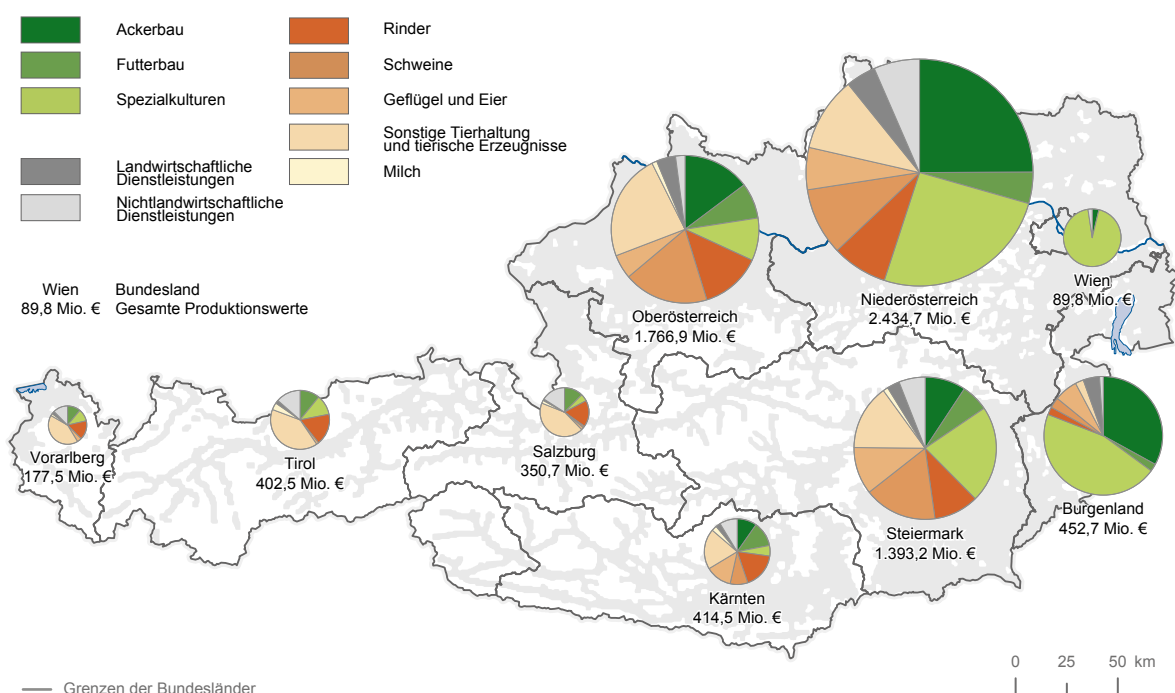 Ackerbau
Futterbau
Spezialkulturen
Landwirtschaftliche
Dienstleistungen
Nichtlandwirtschaftliche
Dienstleistungen
Rinder
Schweine
Geflügel und Eier
Sonstige Tierhaltung
und tierische Erzeugnisse
Milch
Wien Bundesland
89,8 Mio. € Gesamte Produktionswerte
Oberösterreich
1.766,9 Mio. €
Niederösterreich
2.434,7 Mio. €
Wien
89,8 Mio. €
Vorarlberg
177,5 Mio. €
Tirol
402,5 Mio. €
Salzburg
350,7 Mio. €
Kärnten
414,5 Mio. €
Steiermark
1.393,2 Mio. €
Burgenland
452,7 Mio. €
0 25 50 km
Grenzen der Bundesländer